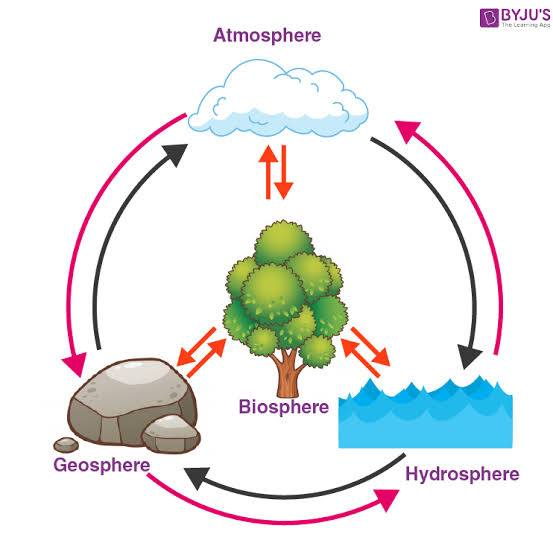 BYJU'S
The Learning App
Atmosphere
Biosphere
Geosphere
Hydrosphere